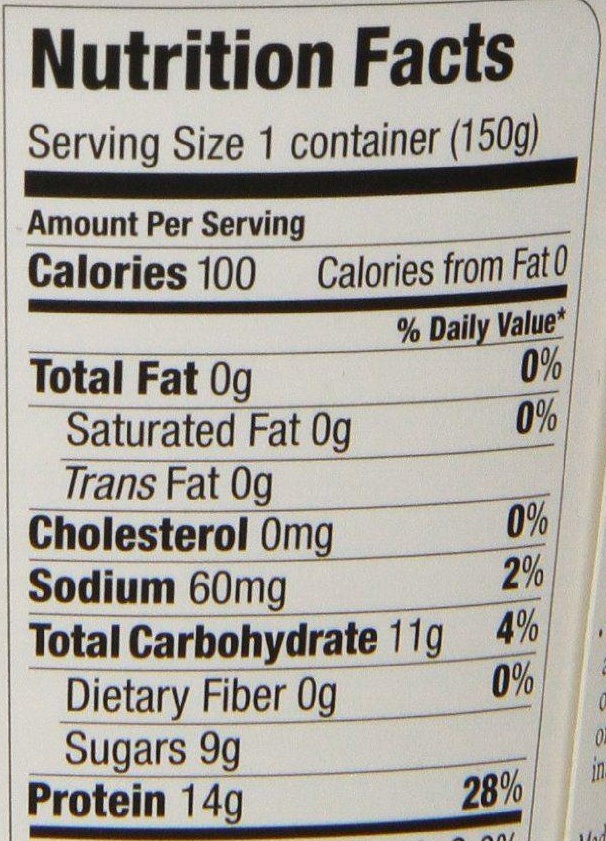 Nutrition Facts
Serving Size 1 container (150g)
Amount Per Serving
Calories 100 Calories from Fat 0
% Daily Value*
Total Fat 0g 0%
Saturated Fat 0g 0%
Trans Fat 0g
Cholesterol 0mg 0%
Sodium 60mg 2%
Total Carbohydrate 11g 4%
Dietary Fiber 0g 0%
Sugars 9g
Protein 14g 28%